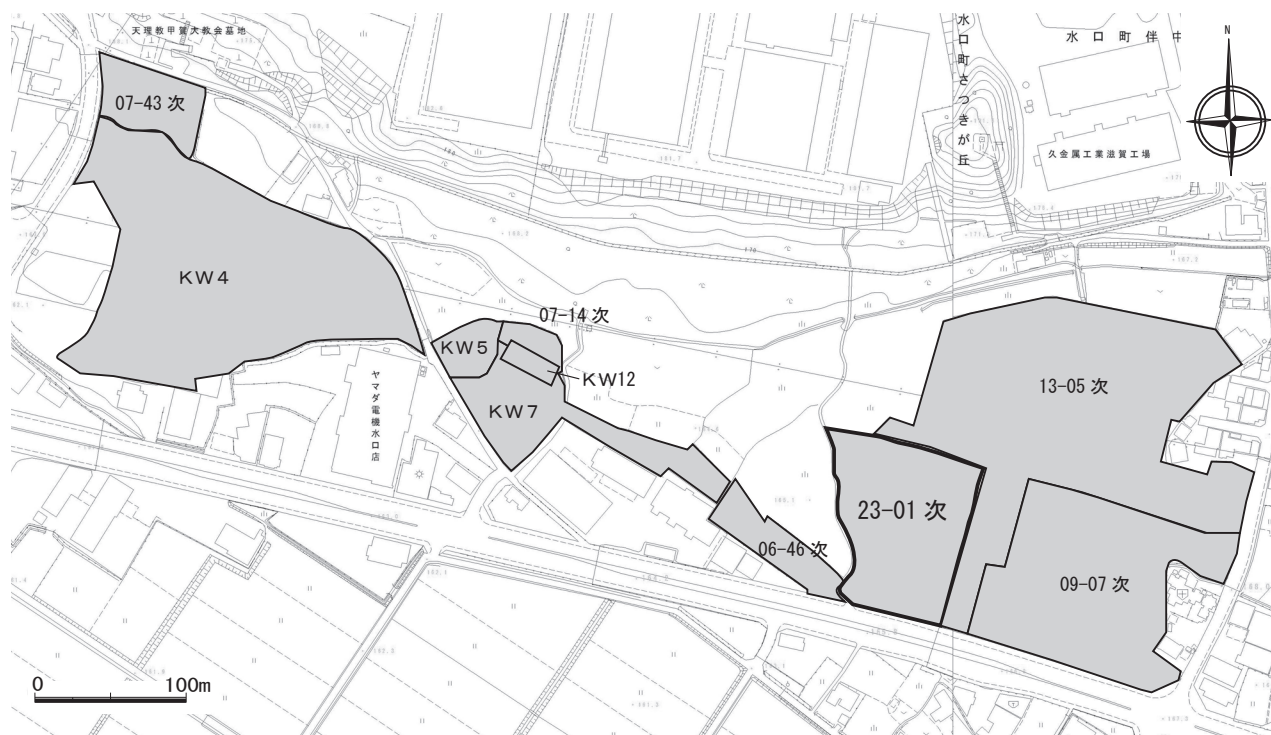 天理教甲賀大教会墓地
水口町さつきが丘
水口町伴中
N
久金属工業滋賀工場
07-43 次
KW4
07-14 次
KW5
KW12
KW7
ヤマダ電機水口店
13-05 次
23-01 次
06-46 次
09-07 次
0 100m